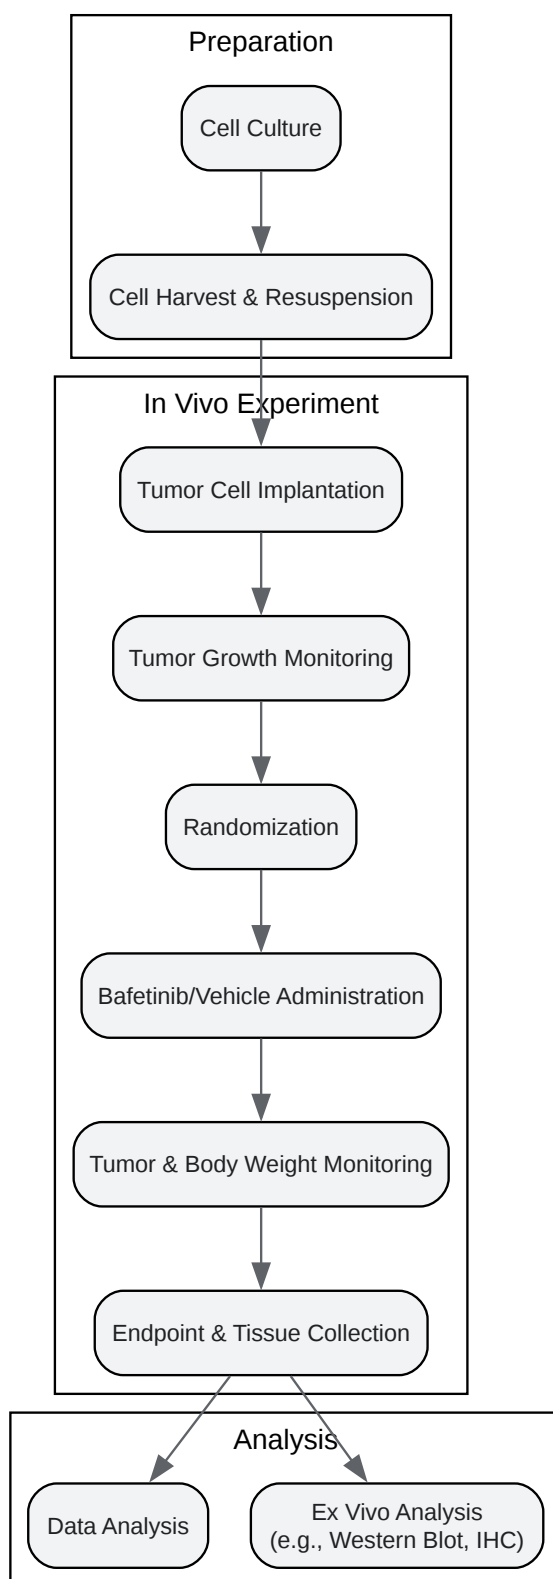 Preparation
Cell Culture
Cell Harvest & Resuspension
In Vivo Experiment
Tumor Cell Implantation
Tumor Growth Monitoring
Randomization
Bafetinib/Vehicle Administration
Tumor & Body Weight Monitoring
Endpoint & Tissue Collection
Analysis
Data Analysis
Ex Vivo Analysis
(e.g., Western Blot, IHC)